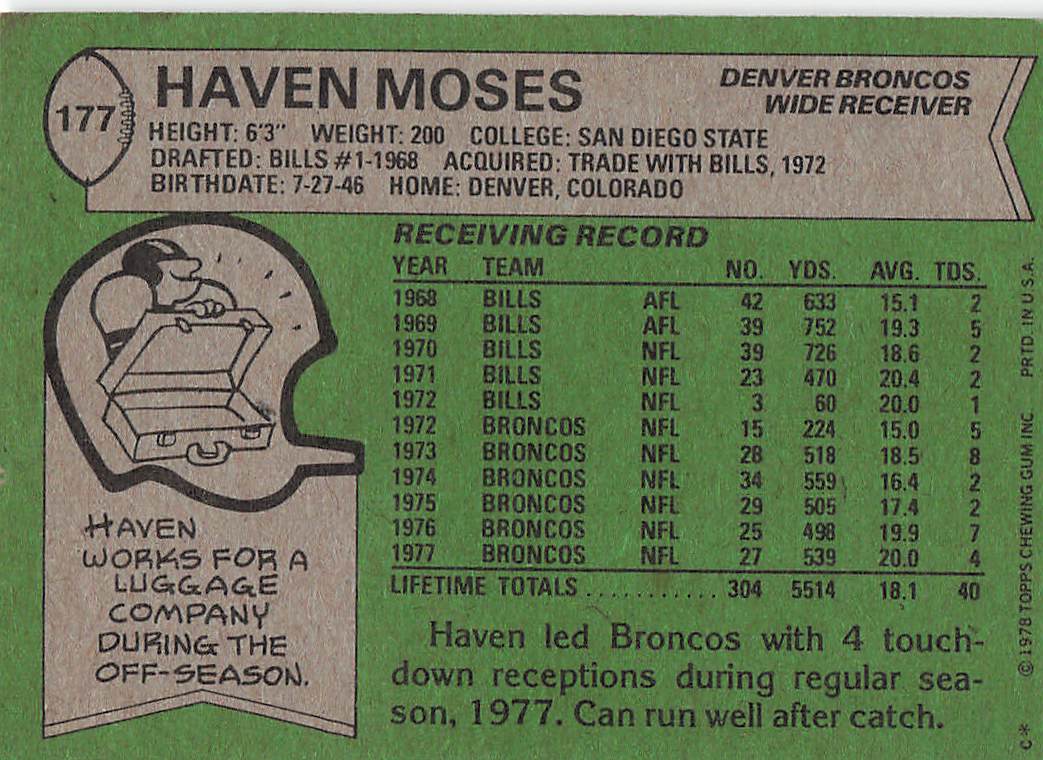 177
HAVEN MOSES
DENVER BRONCOS
WIDE RECEIVER
HEIGHT: 6'3" WEIGHT: 200 COLLEGE: SAN DIEGO STATE
DRAFTED: BILLS #1-1968 ACQUIRED: TRADE WITH BILLS, 1972
BIRTHDATE: 7-27-46 HOME: DENVER, COLORADO
RECEIVING RECORD
YEAR TEAM NO. YDS. AVG. TDS.
1968 BILLS AFL 42 633 15.1 2
1969 BILLS AFL 39 752 19.3 5
1970 BILLS NFL 39 726 18.6 2
1971 BILLS NFL 23 470 20.4 2
1972 BILLS NFL 3 60 20.0 1
1972 BRONCOS NFL 15 224 15.0 5
1973 BRONCOS NFL 28 518 18.5 8
1974 BRONCOS NFL 34 559 16.4 2
1975 BRONCOS NFL 29 505 17.4 2
1976 BRONCOS NFL 25 498 19.9 7
1977 BRONCOS NFL 27 539 20.0 4
LIFETIME TOTALS ........... 304 5514 18.1 40
HAVEN
WORKS FOR A
LUGGAGE
COMPANY
DURING THE
OFF-SEASON.
Haven led Broncos with 4 touch-
down receptions during regular sea-
son, 1977. Can run well after catch.
C* ©1978 TOPPS CHEWING GUM INC. PRTD. IN U.S.A.